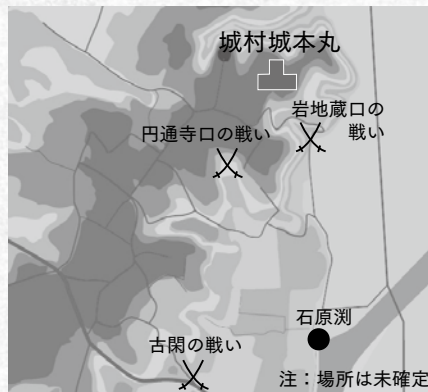 城村城本丸
岩地蔵口の
戦い
円通寺口の戦い
石原渕
古閑の戦い
注：場所は未確定